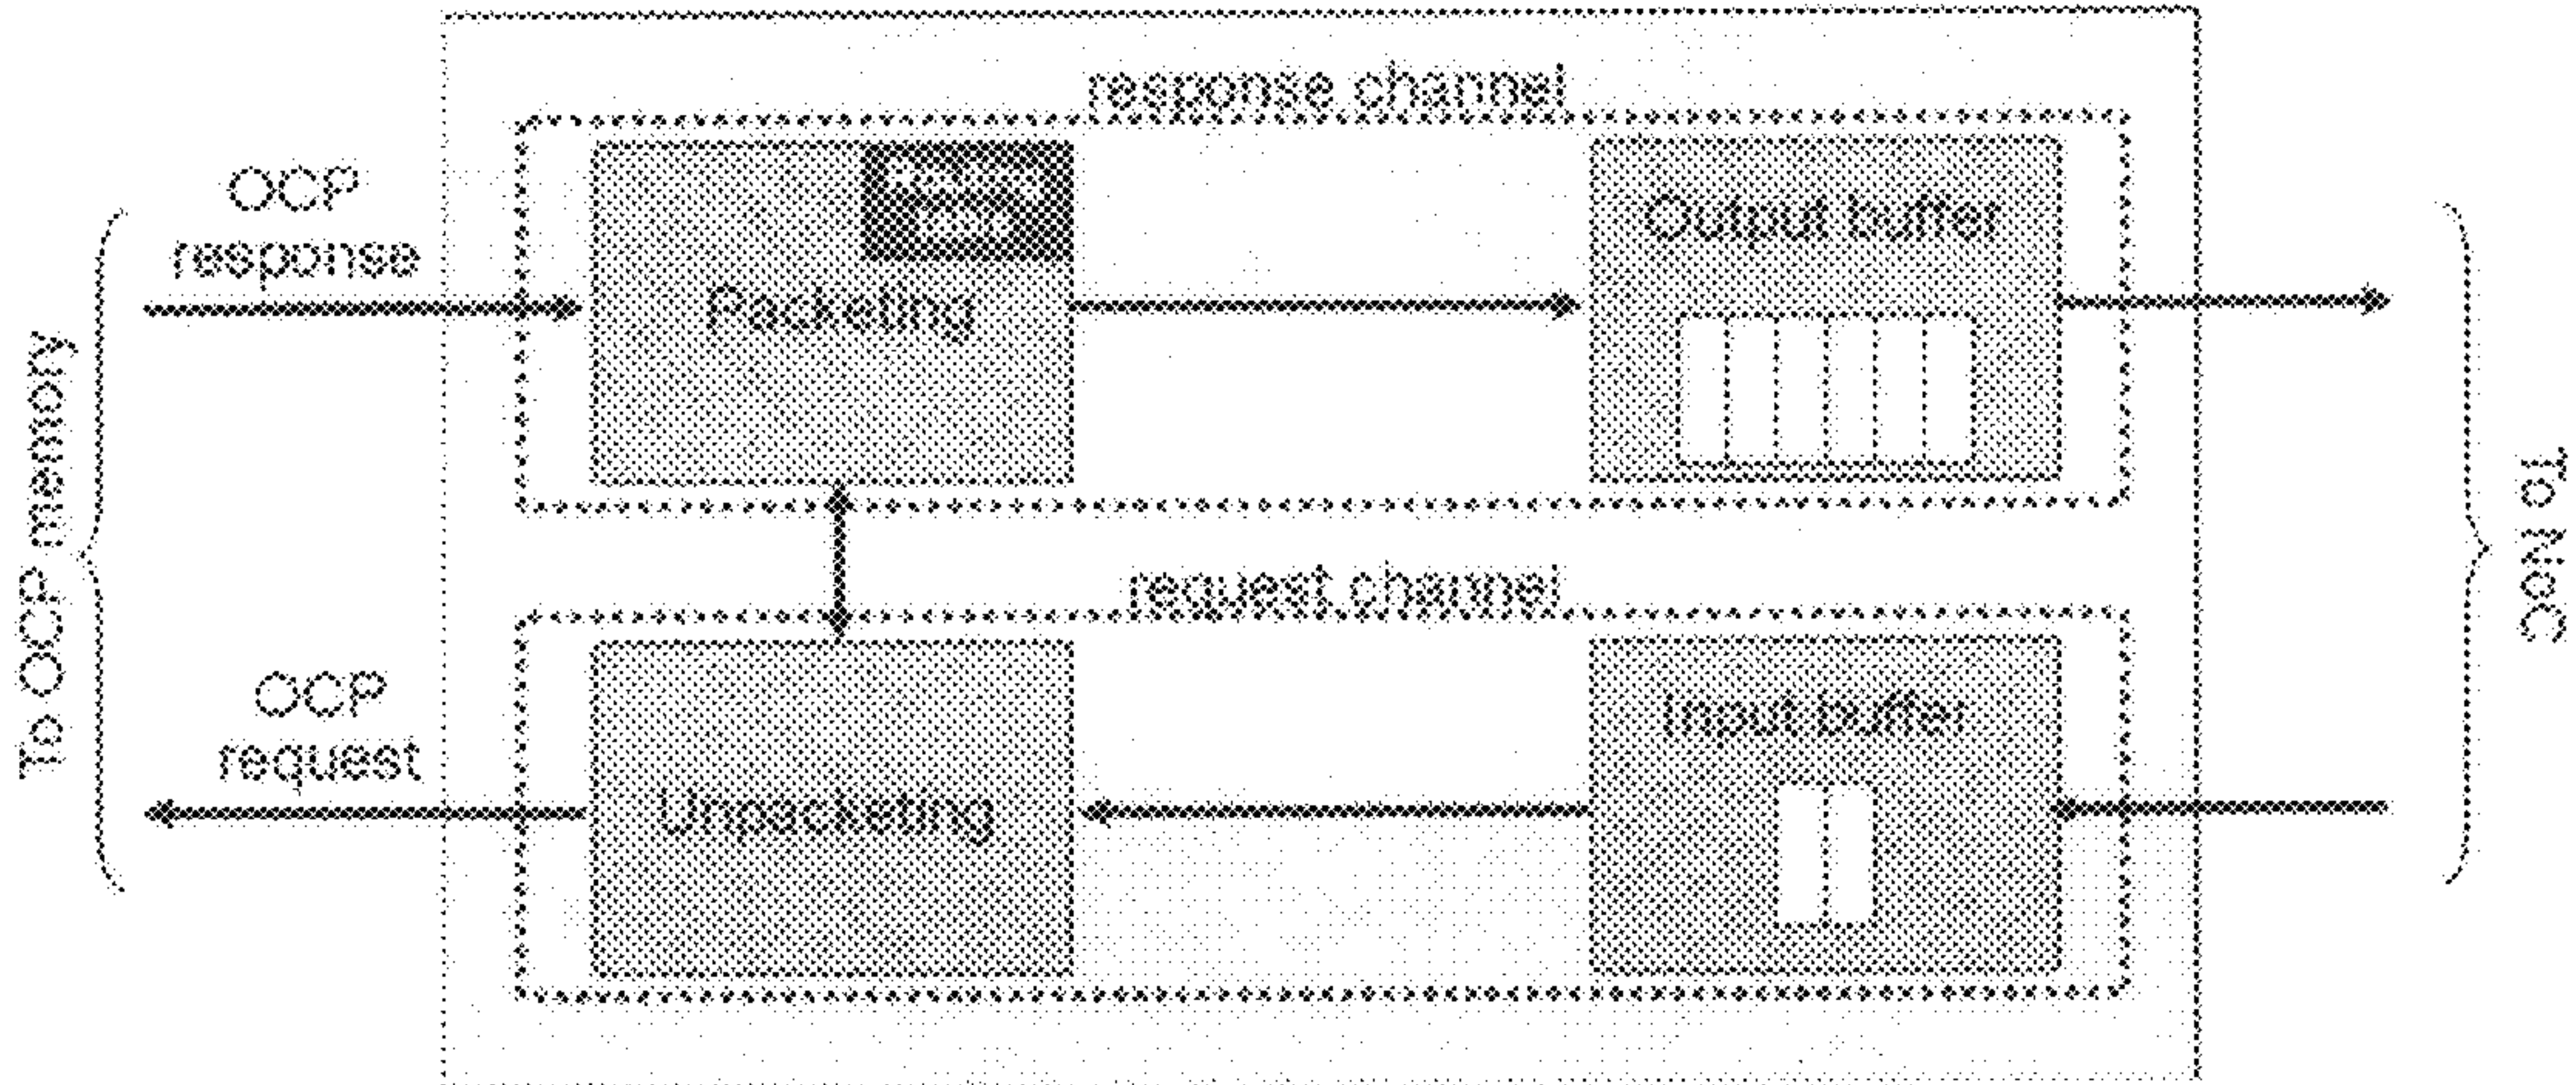 response channel
OCP
response
Output buffer
Packeting
To OCP memory
To NoC
request channel
OCP
request
Input buffer
Unpacketing